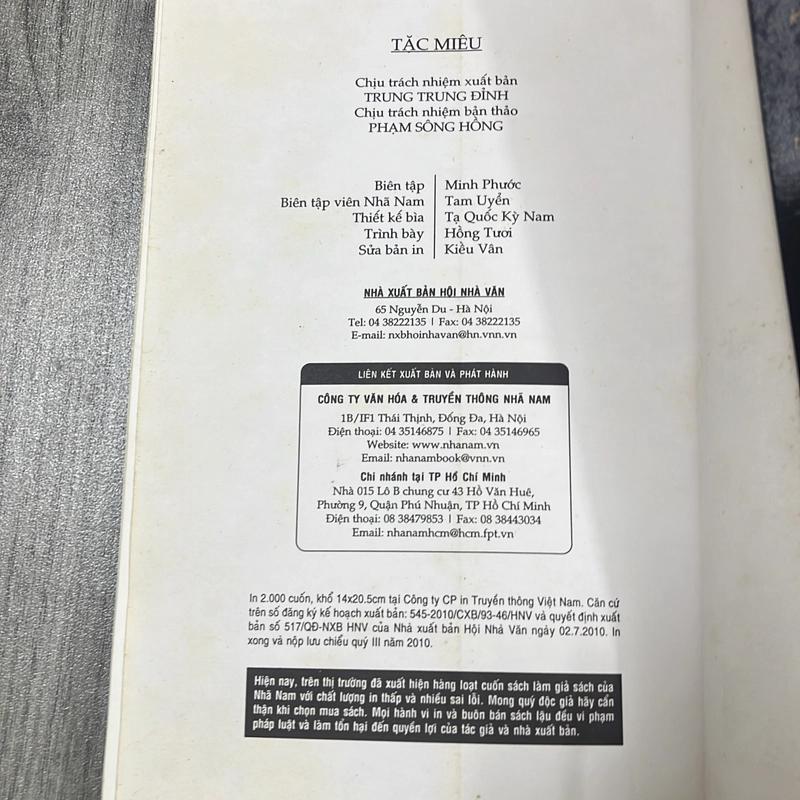 TẶC MIÊU
Chịu trách nhiệm xuất bản
TRUNG TRUNG ĐỈNH
Chịu trách nhiệm bản thảo
PHẠM SÔNG HỒNG
Biên tập | Minh Phước
Biên tập viên Nhã Nam | Tam Uyển
Thiết kế bìa | Tạ Quốc Kỳ Nam
Trình bày | Hồng Tươi
Sửa bản in | Kiều Vân
NHÀ XUẤT BẢN HỘI NHÀ VĂN
65 Nguyễn Du - Hà Nội
Tel: 04 38222135 | Fax: 04 38222135
E-mail: nxbhoinhavan@hn.vnn.vn
LIÊN KẾT XUẤT BẢN VÀ PHÁT HÀNH
CÔNG TY VĂN HÓA & TRUYỀN THÔNG NHÃ NAM
1B/IF1 Thái Thịnh, Đống Đa, Hà Nội
Điện thoại: 04 35146875 | Fax: 04 35146965
Website: www.nhanam.vn
Email: nhanambook@vnn.vn
Chi nhánh tại TP Hồ Chí Minh
Nhà 015 Lô B chung cư 43 Hồ Văn Huê,
Phường 9, Quận Phú Nhuận, TP Hồ Chí Minh
Điện thoại: 08 38479853 | Fax: 08 38443034
Email: nhanamhcm@hcm.fpt.vn
In 2.000 cuốn, khổ 14x20.5cm tại Công ty CP in Truyền thông Việt Nam. Căn cứ
trên số đăng ký kế hoạch xuất bản: 545-2010/CXB/93-46/HNV và quyết định xuất
bản số 517/QĐ-NXB HNV của Nhà xuất bản Hội Nhà Văn ngày 02.7.2010. In
xong và nộp lưu chiểu quý III năm 2010.
Hiện nay, trên thị trường đã xuất hiện hàng loạt cuốn sách làm giả sách của
Nhã Nam với chất lượng in thấp và nhiều sai lỗi. Mong quý độc giả hãy cẩn
thận khi chọn mua sách. Mọi hành vi in và buôn bán sách lậu đều vi phạm
pháp luật và làm tổn hại đến quyền lợi của tác giả và nhà xuất bản.